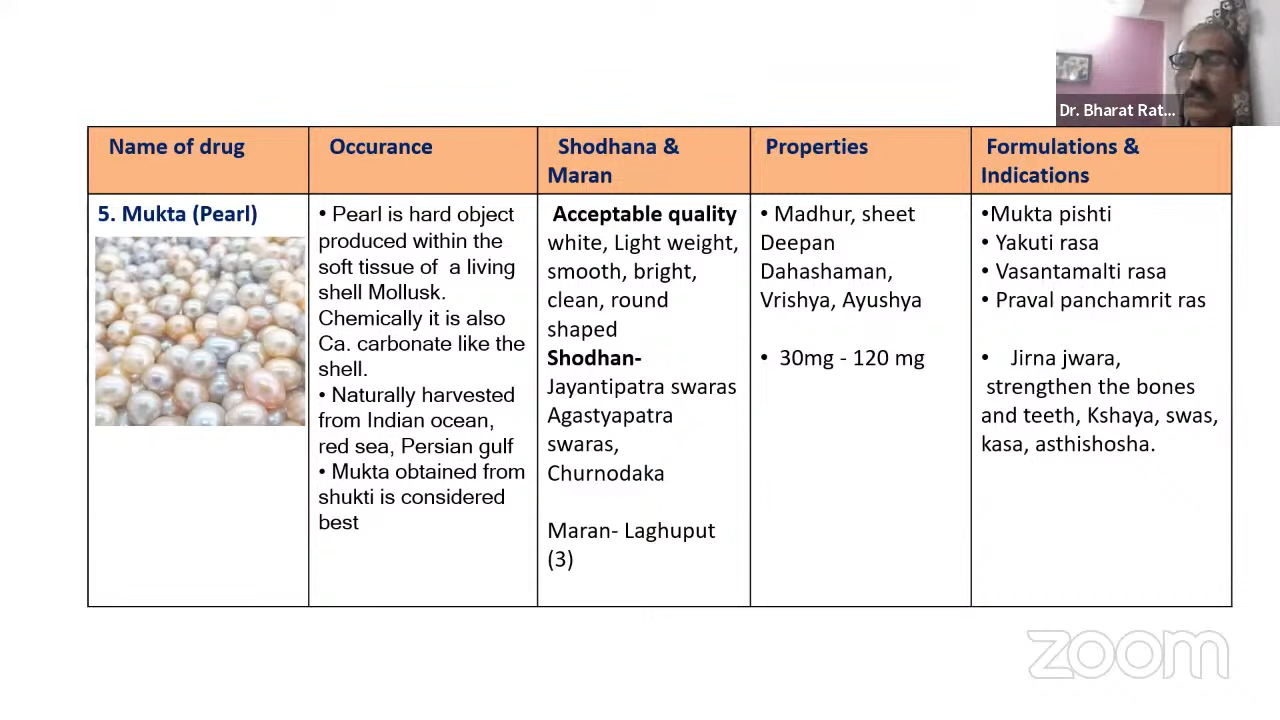 Dr. Bharat Rat...
Name of drug
Occurance
Shodhana &
Maran
Properties
Formulations &
Indications
5. Mukta (Pearl)
• Pearl is hard object
produced within the
soft tissue of a living
shell Mollusk.
Chemically it is also
Ca. carbonate like the
shell.
• Naturally harvested
from Indian ocean,
red sea, Persian gulf
• Mukta obtained from
shukti is considered
best
Acceptable quality
white, Light weight,
smooth, bright,
clean, round
shaped
Shodhan-
Jayantipatra swaras
Agastyapatra
swaras,
Churnodaka
Maran- Laghuput
(3)
• Madhur, sheet
Deepan
Dahashaman,
Vrishya, Ayushya
• 30mg - 120 mg
•Mukta pishti
• Yakuti rasa
• Vasantamalti rasa
• Praval panchamrit ras
• Jirna jwara,
strengthen the bones
and teeth, Kshaya, swas,
kasa, asthishosha.
zoom